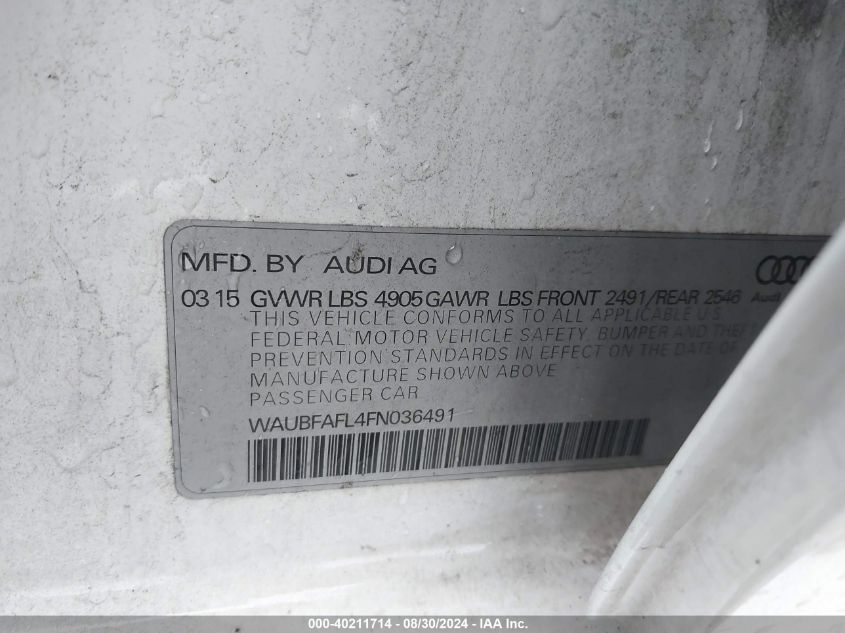 MFD. BY AUDI AG
03 15 GVWR LBS 4905 GAWR LBS FRONT 2491/REAR 2546
Audi
THIS VEHICLE CONFORMS TO ALL APPLICABLE U.S.
FEDERAL MOTOR VEHICLE SAFETY, BUMPER AND THEFT
PREVENTION STANDARDS IN EFFECT ON THE DATE OF
MANUFACTURE SHOWN ABOVE
PASSENGER CAR
WAUBFAFL4FN036491
000-40211714 - 08/30/2024 - IAA Inc.